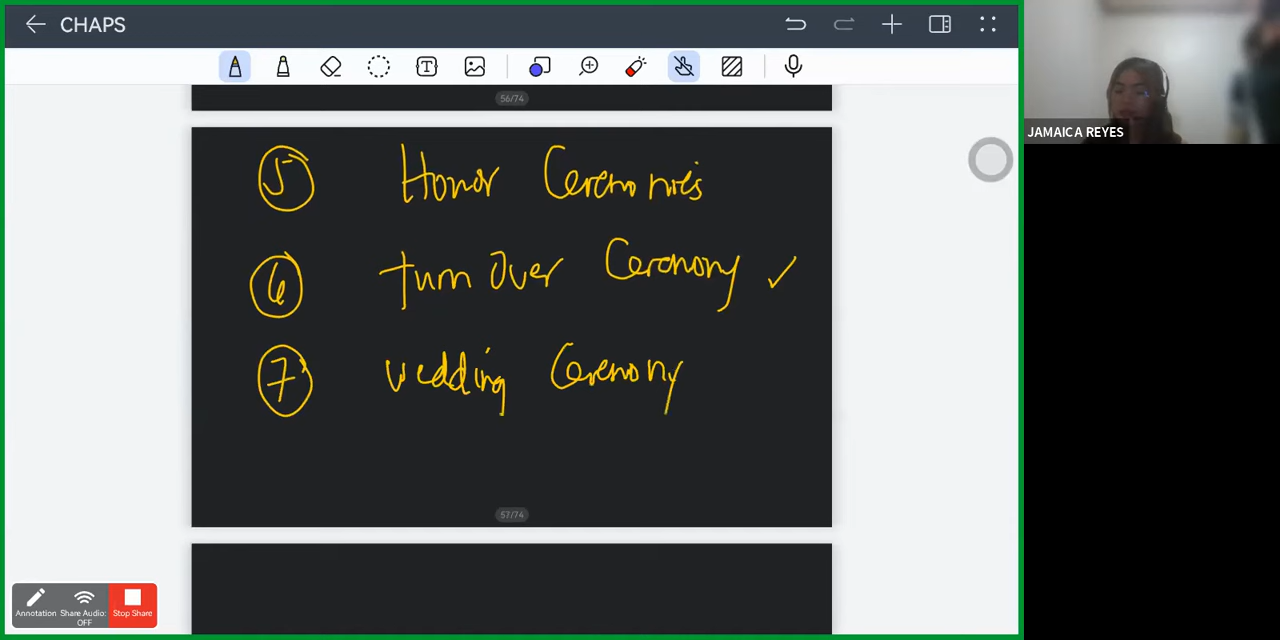 CHAPS
JAMAICA REYES
56/74
5 Honor Ceremonies
6 Turn Over Ceremony ✓
7 Wedding Ceremony
57/74
Annotation
Share Audio: OFF
Stop Share